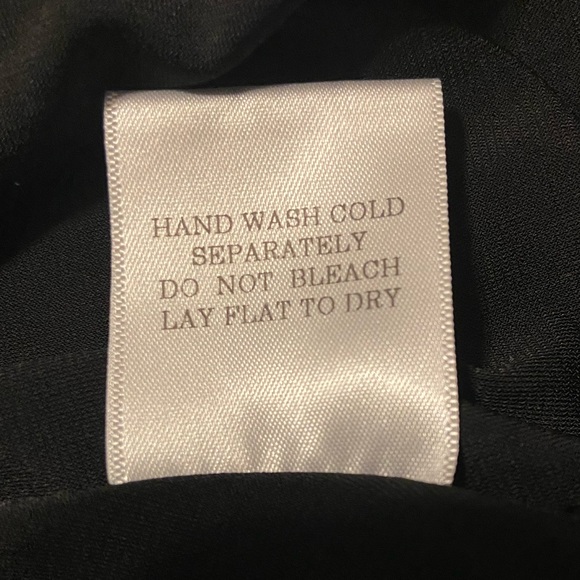 HAND WASH COLD
SEPARATELY
DO NOT BLEACH
LAY FLAT TO DRY